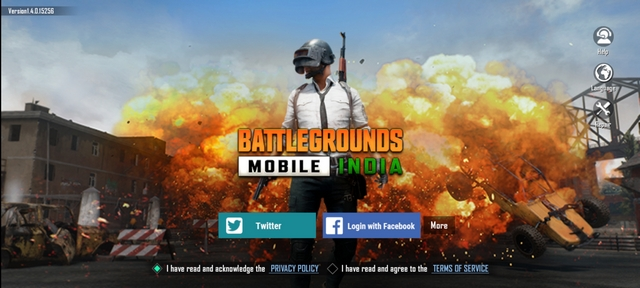 Version1.4.0.15256
Help
Language
BATTLEGROUNDS
MOBILE INDIA
Twitter
Login with Facebook
More
I have read and acknowledge the PRIVACY POLICY
I have read and agree to the TERMS OF SERVICE